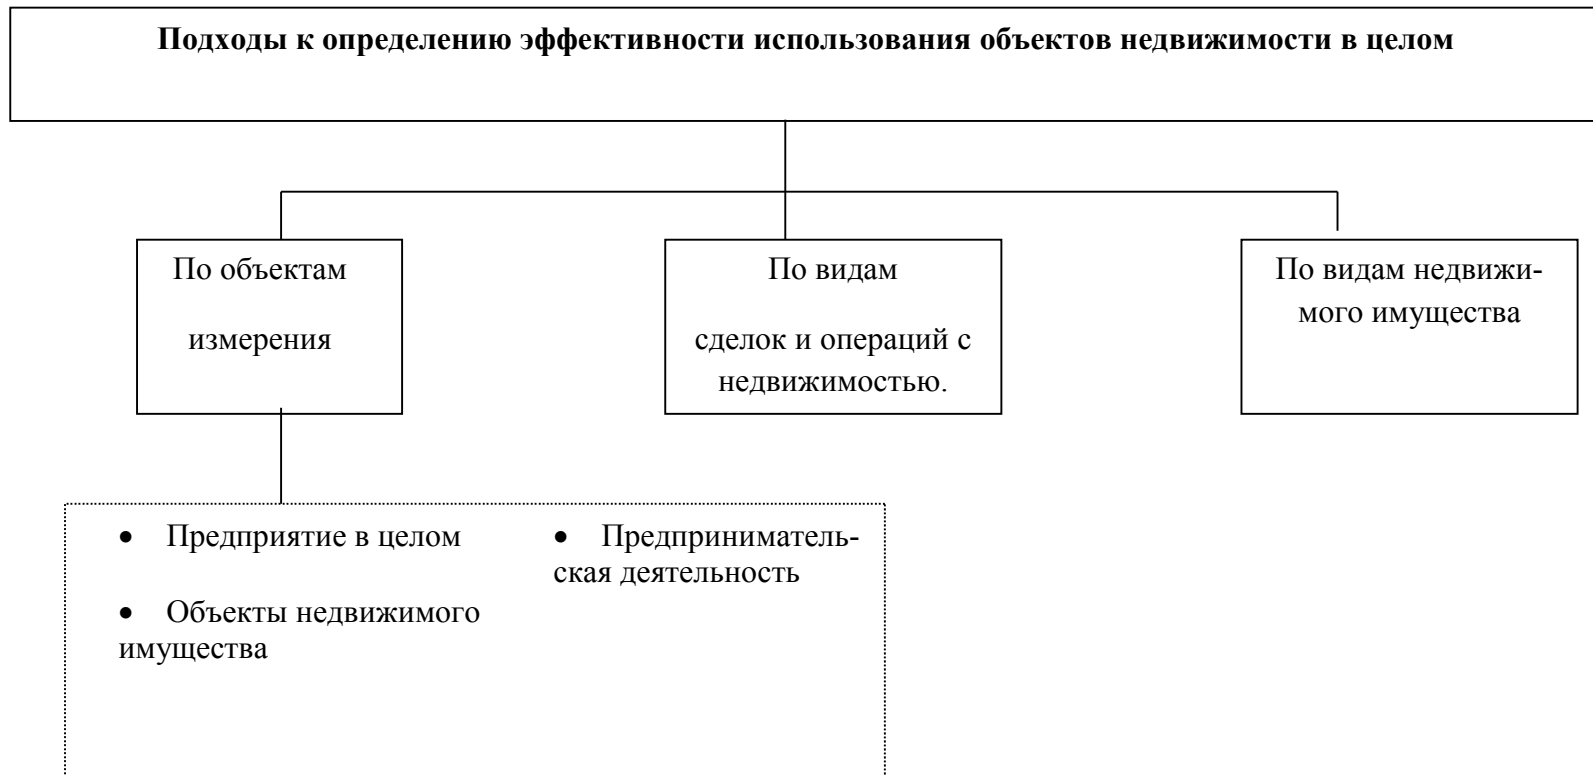 Подходы к определению эффективности использования объектов недвижимости в целом
По объектам
измерения
По видам
сделок и операций с
недвижимостью.
По видам недвижи-
мого имущества
• Предприятие в целом
• Объекты недвижимого
имущества
• Предприниматель-
ская деятельность